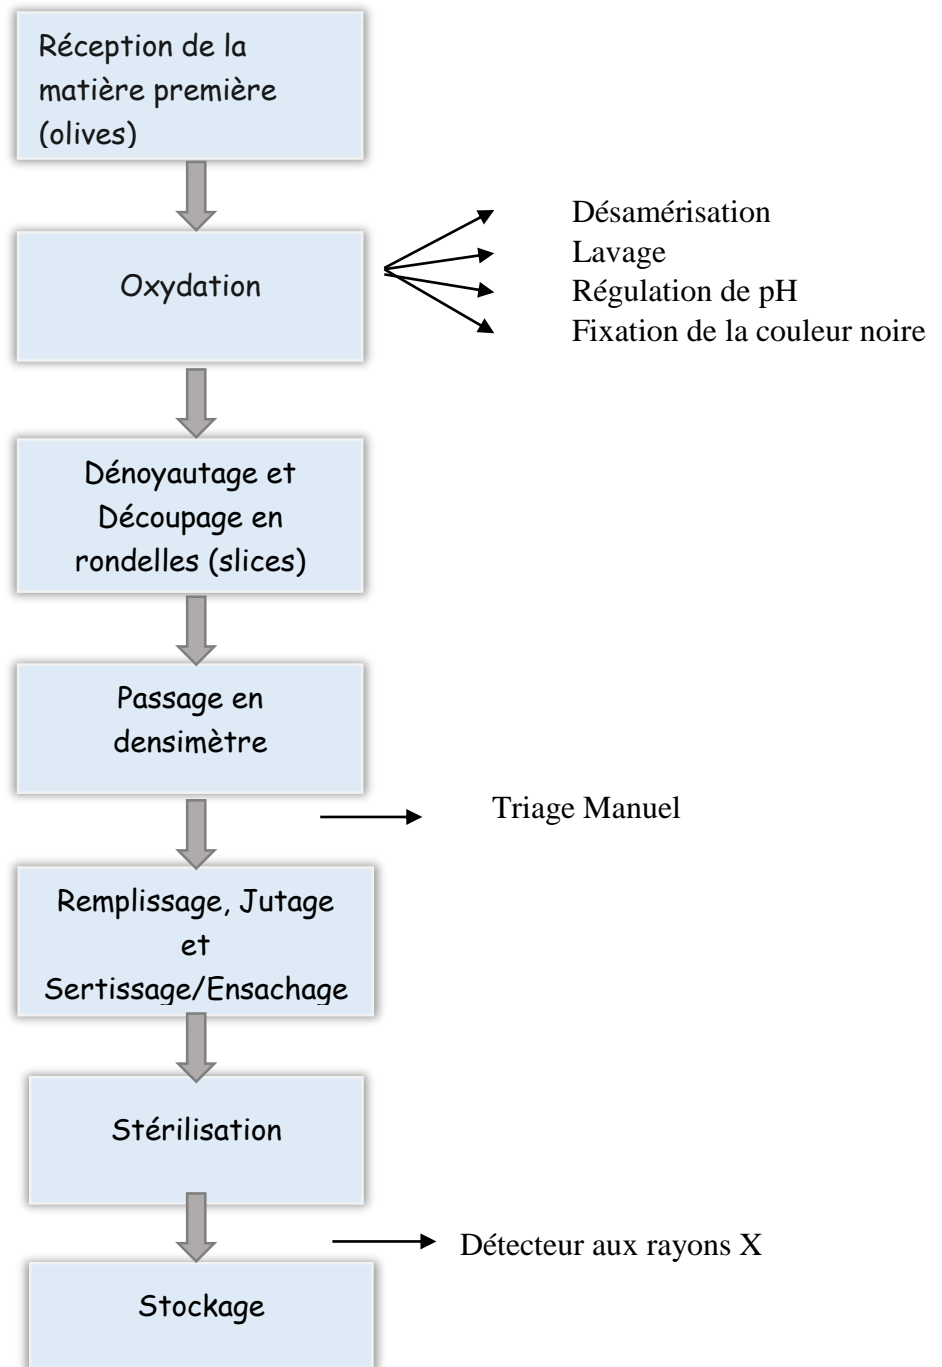 Réception de la
matière première
(olives)
Oxydation
Désamérisation
Lavage
Régulation de pH
Fixation de la couleur noire
Dénoyautage et
Découpage en
rondelles (slices)
Passage en
densimètre
Triage Manuel
Remplissage, Jutage
et
Sertissage/Ensachage
Stérilisation
Détecteur aux rayons X
Stockage